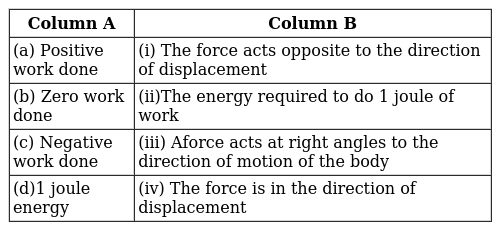 Column A Column B
(a) Positive (i) The force acts opposite to the direction
work done of displacement
(b) Zero work (ii)The energy required to do 1 joule of
done work
(c) Negative (iii) Aforce acts at right angles to the
work done direction of motion of the body
(d)1 joule (iv) The force is in the direction of
energy displacement